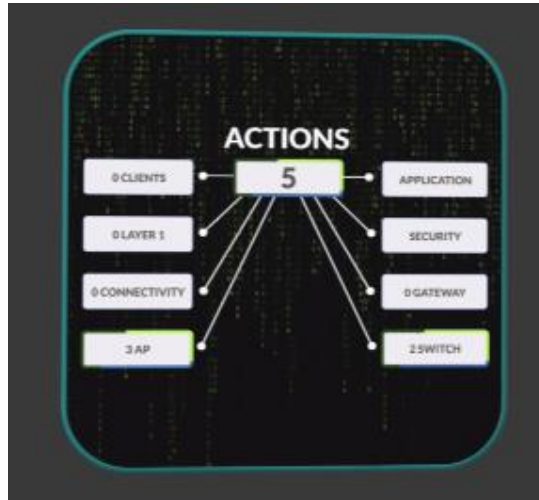 ACTIONS
5
0 CLIENTS
APPLICATION
0 LAYER 1
SECURITY
0 CONNECTIVITY
0 GATEWAY
3 AP
2 SWITCH